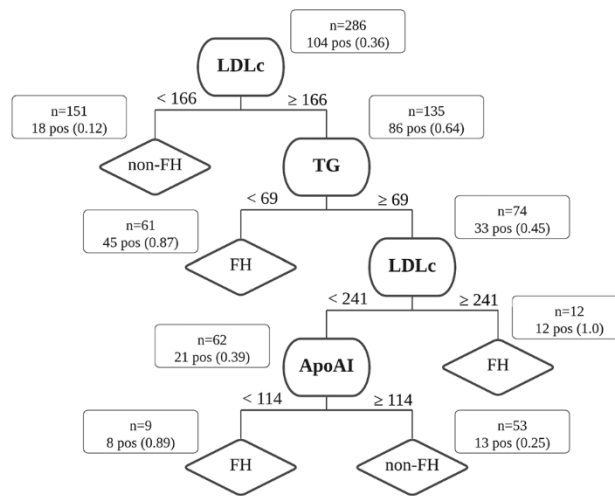 n=286
104 pos (0.36)
LDLc
< 166
≥ 166
n=151
18 pos (0.12)
n=135
86 pos (0.64)
non-FH
TG
< 69
≥ 69
n=61
45 pos (0.87)
n=74
33 pos (0.45)
FH
LDLc
< 241
≥ 241
n=12
12 pos (1.0)
n=62
21 pos (0.39)
ApoAI
FH
< 114
≥ 114
n=9
8 pos (0.89)
n=53
13 pos (0.25)
FH
non-FH